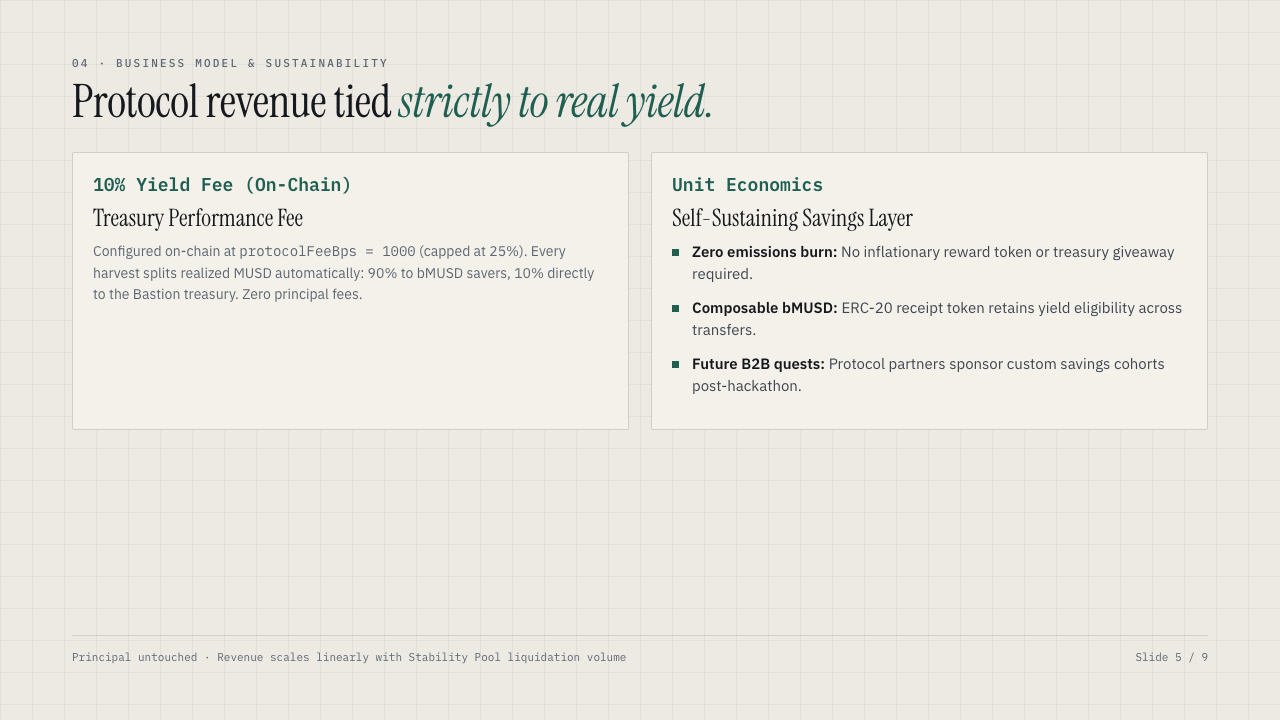 04 · BUSINESS MODEL & SUSTAINABILITY
Protocol revenue tied strictly to real yield.
10% Yield Fee (On-Chain)
Treasury Performance Fee
Configured on-chain at protocolFeeBps = 1000 (capped at 25%). Every
harvest splits realized MUSD automatically: 90% to bMUSD savers, 10% directly
to the Bastion treasury. Zero principal fees.
Unit Economics
Self-Sustaining Savings Layer
Zero emissions burn: No inflationary reward token or treasury giveaway
required.
Composable bMUSD: ERC-20 receipt token retains yield eligibility across
transfers.
Future B2B quests: Protocol partners sponsor custom savings cohorts
post-hackathon.
Principal untouched · Revenue scales linearly with Stability Pool liquidation volume
Slide 5 / 9